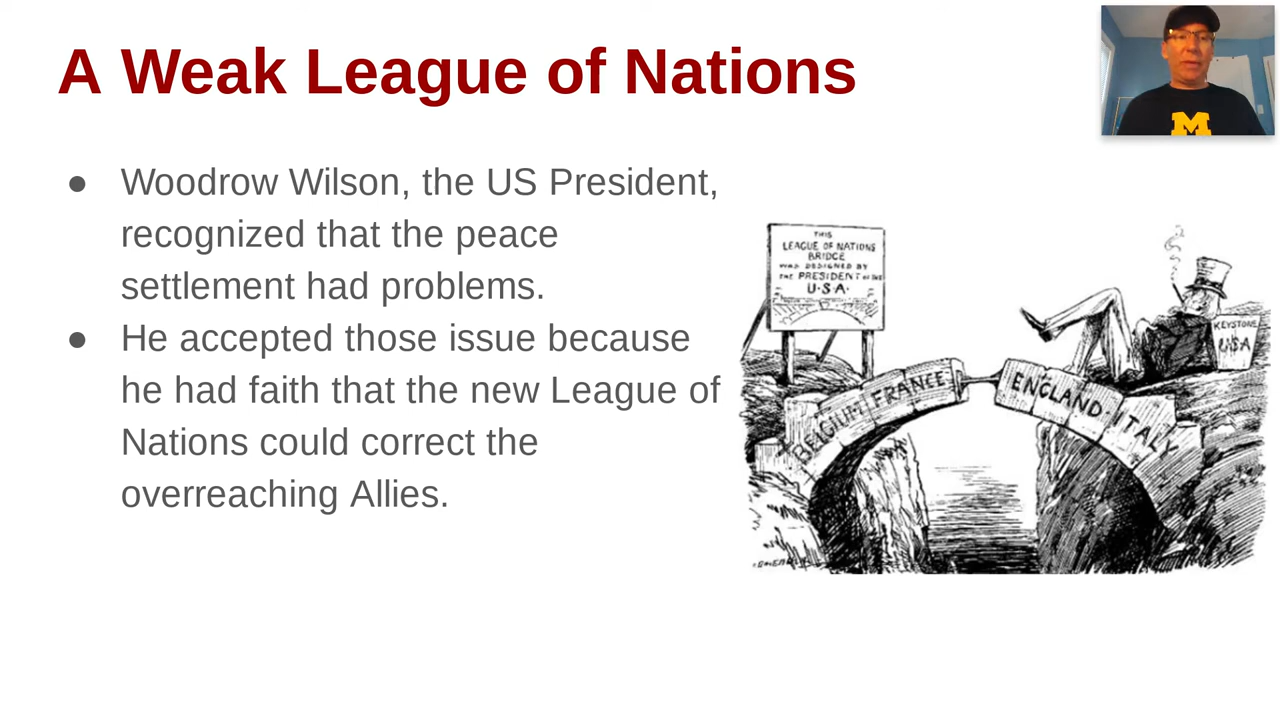 A Weak League of Nations
● Woodrow Wilson, the US President,
recognized that the peace
settlement had problems.
● He accepted those issue because
he had faith that the new League of
Nations could correct the
overreaching Allies.
M
THIS
LEAGUE OF NATIONS
BRIDGE
WAS DESIGNED BY
THE PRESIDENT OF THE
U.S.A.
KEYSTONE
USA
BELGIUM FRANCE
ENGLAND ITALY